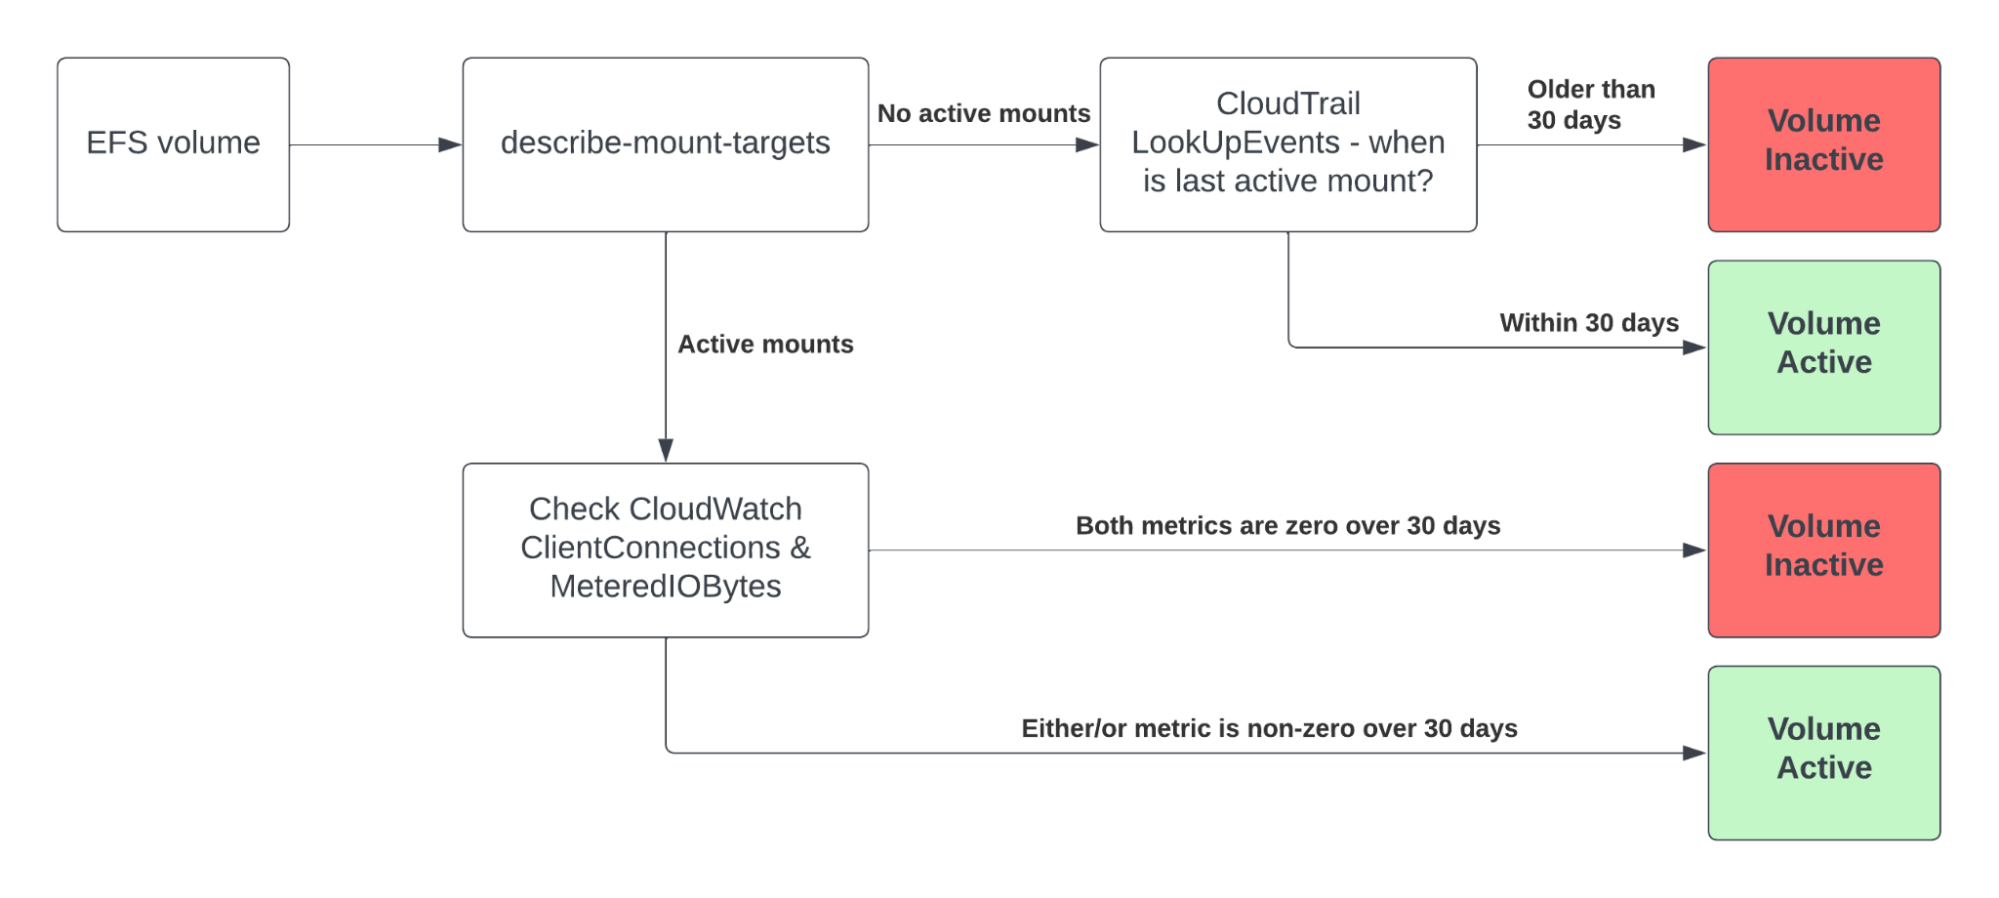 EFS volume
describe-mount-targets
No active mounts
CloudTrail
LookUpEvents - when
is last active mount?
Older than
30 days
Volume
Inactive
Within 30 days
Volume
Active
Active mounts
Check CloudWatch
ClientConnections &
MeteredIOBytes
Both metrics are zero over 30 days
Volume
Inactive
Either/or metric is non-zero over 30 days
Volume
Active